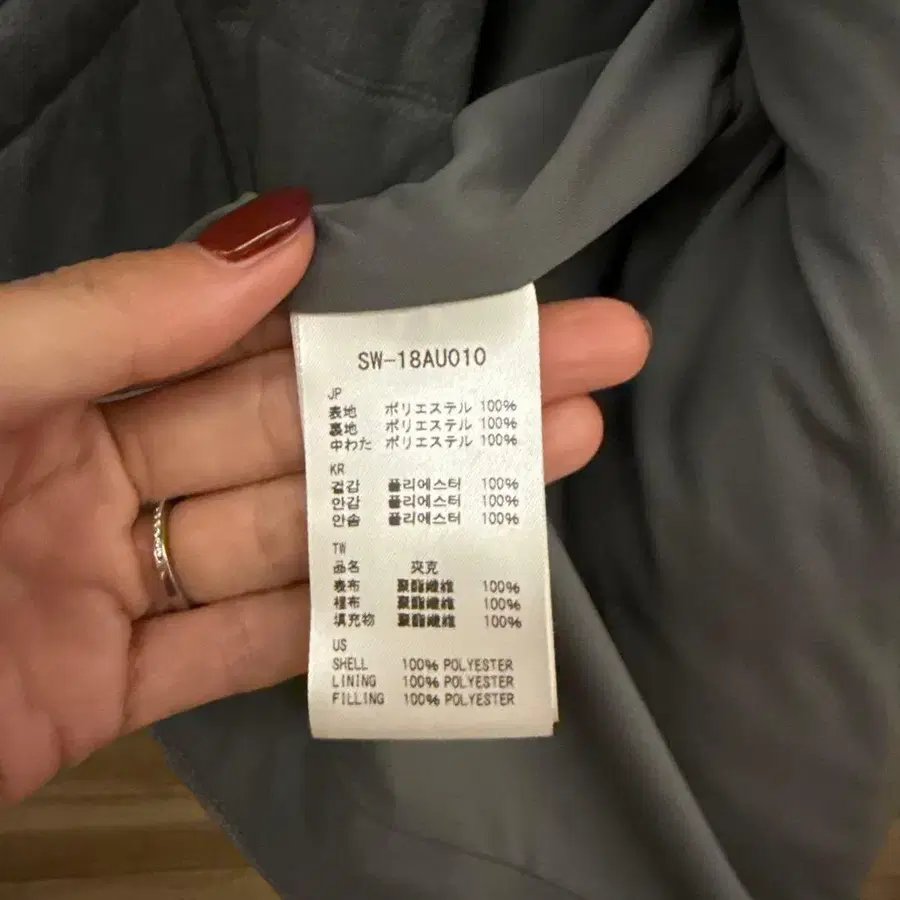 SW-18AU010
JP
表地 ポリエステル 100%
裏地 ポリエステル 100%
中わた ポリエステル 100%
KR
겉감 폴리에스터 100%
안감 폴리에스터 100%
안솜 폴리에스터 100%
TW
品名 夾克
表布 聚酯纖維 100%
裡布 聚酯纖維 100%
填充物 聚酯纖維 100%
US
SHELL 100% POLYESTER
LINING 100% POLYESTER
FILLING 100% POLYESTER